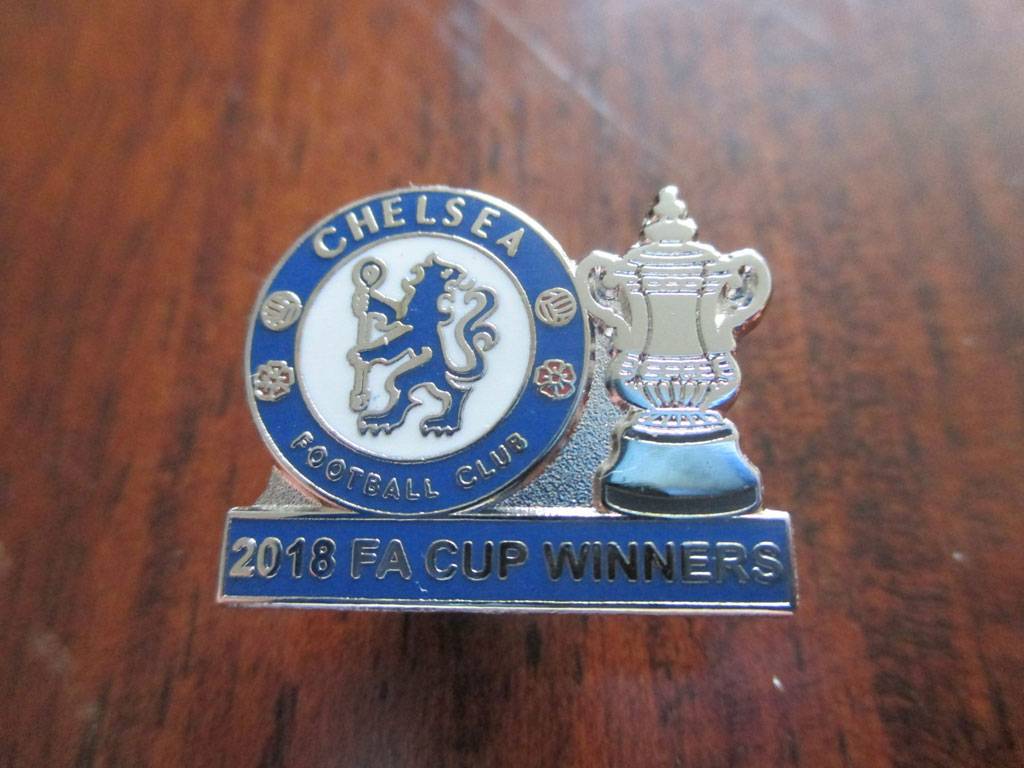 CHELSEA
FOOTBALL CLUB
2018 FA CUP WINNERS